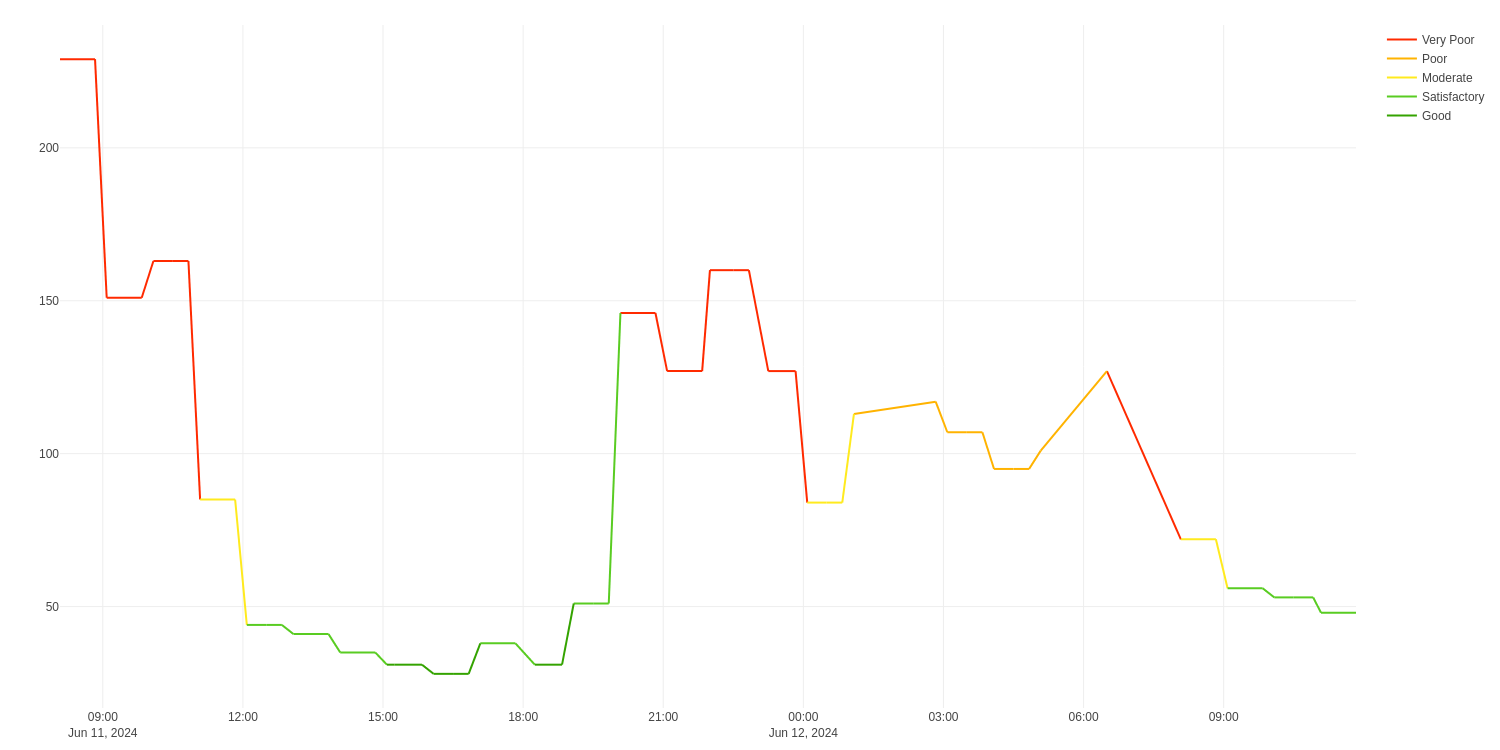 200
150
100
50
09:00
Jun 11, 2024
12:00
15:00
18:00
21:00
00:00
Jun 12, 2024
03:00
06:00
09:00
Very Poor
Poor
Moderate
Satisfactory
Good